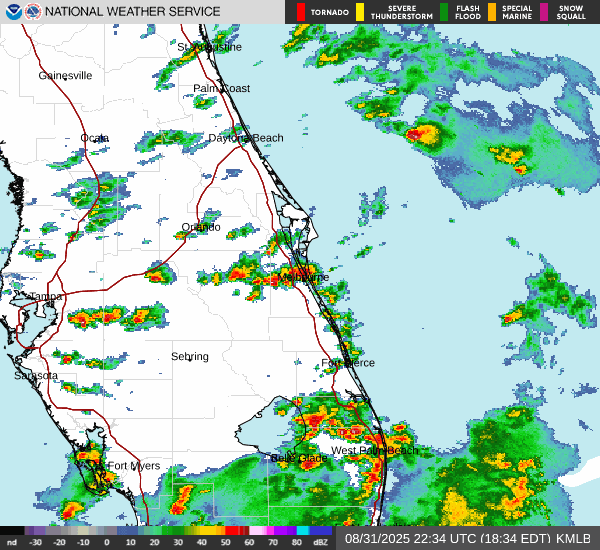 NATIONAL WEATHER SERVICE
TORNADO
SEVERE THUNDERSTORM
FLASH FLOOD
SPECIAL MARINE
SNOW SQUALL
St. Augustine
Gainesville
Palm Coast
Ocala
Daytona Beach
Orlando
Melbourne
Tampa
Sebring
Fort Pierce
Sarasota
West Palm Beach
Belle Glade
Fort Myers
nd -30 -20 -10 0 10 20 30 40 50 60 70 80 dBZ
08/31/2025 22:34 UTC (18:34 EDT) KMLB